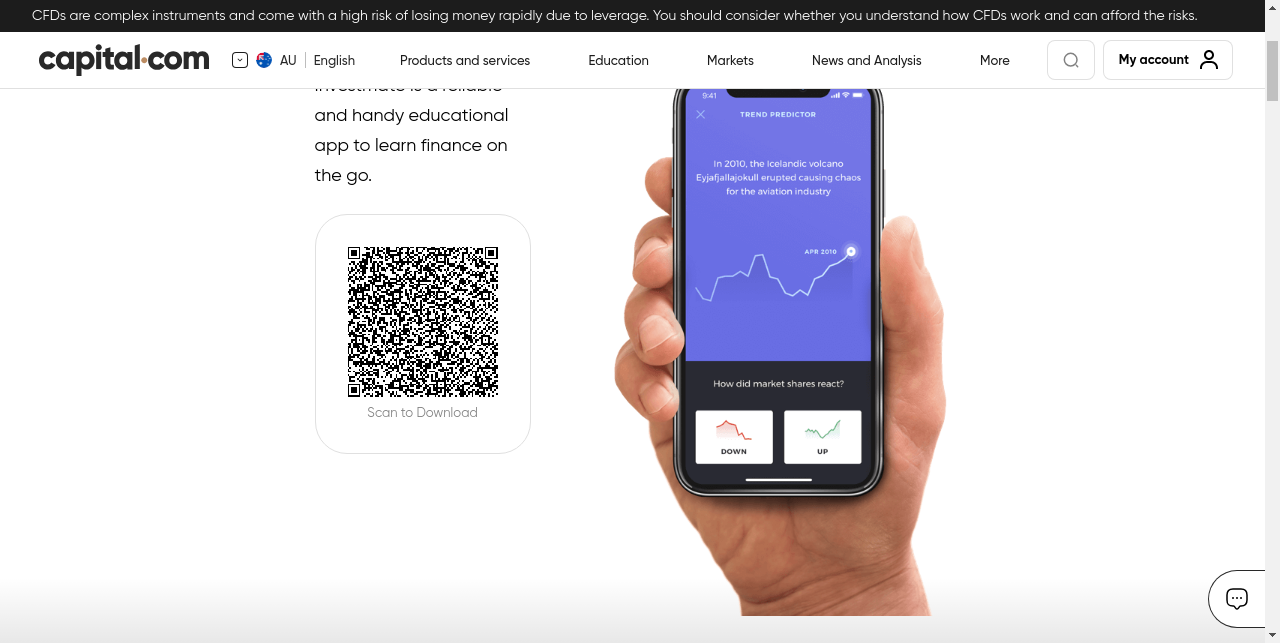 CFDs are complex instruments and come with a high risk of losing money rapidly due to leverage. You should consider whether you understand how CFDs work and can afford the risks.
capital.com
AU
English
Products and services
Education
Markets
News and Analysis
More
My account
Investmate is a reliable
and handy educational
app to learn finance on
the go.
Scan to Download
9:41
TREND PREDICTOR
In 2010, the Icelandic volcano
Eyjafjallajokull erupted causing chaos
for the aviation industry
APR 2010
How did market shares react?
DOWN
UP